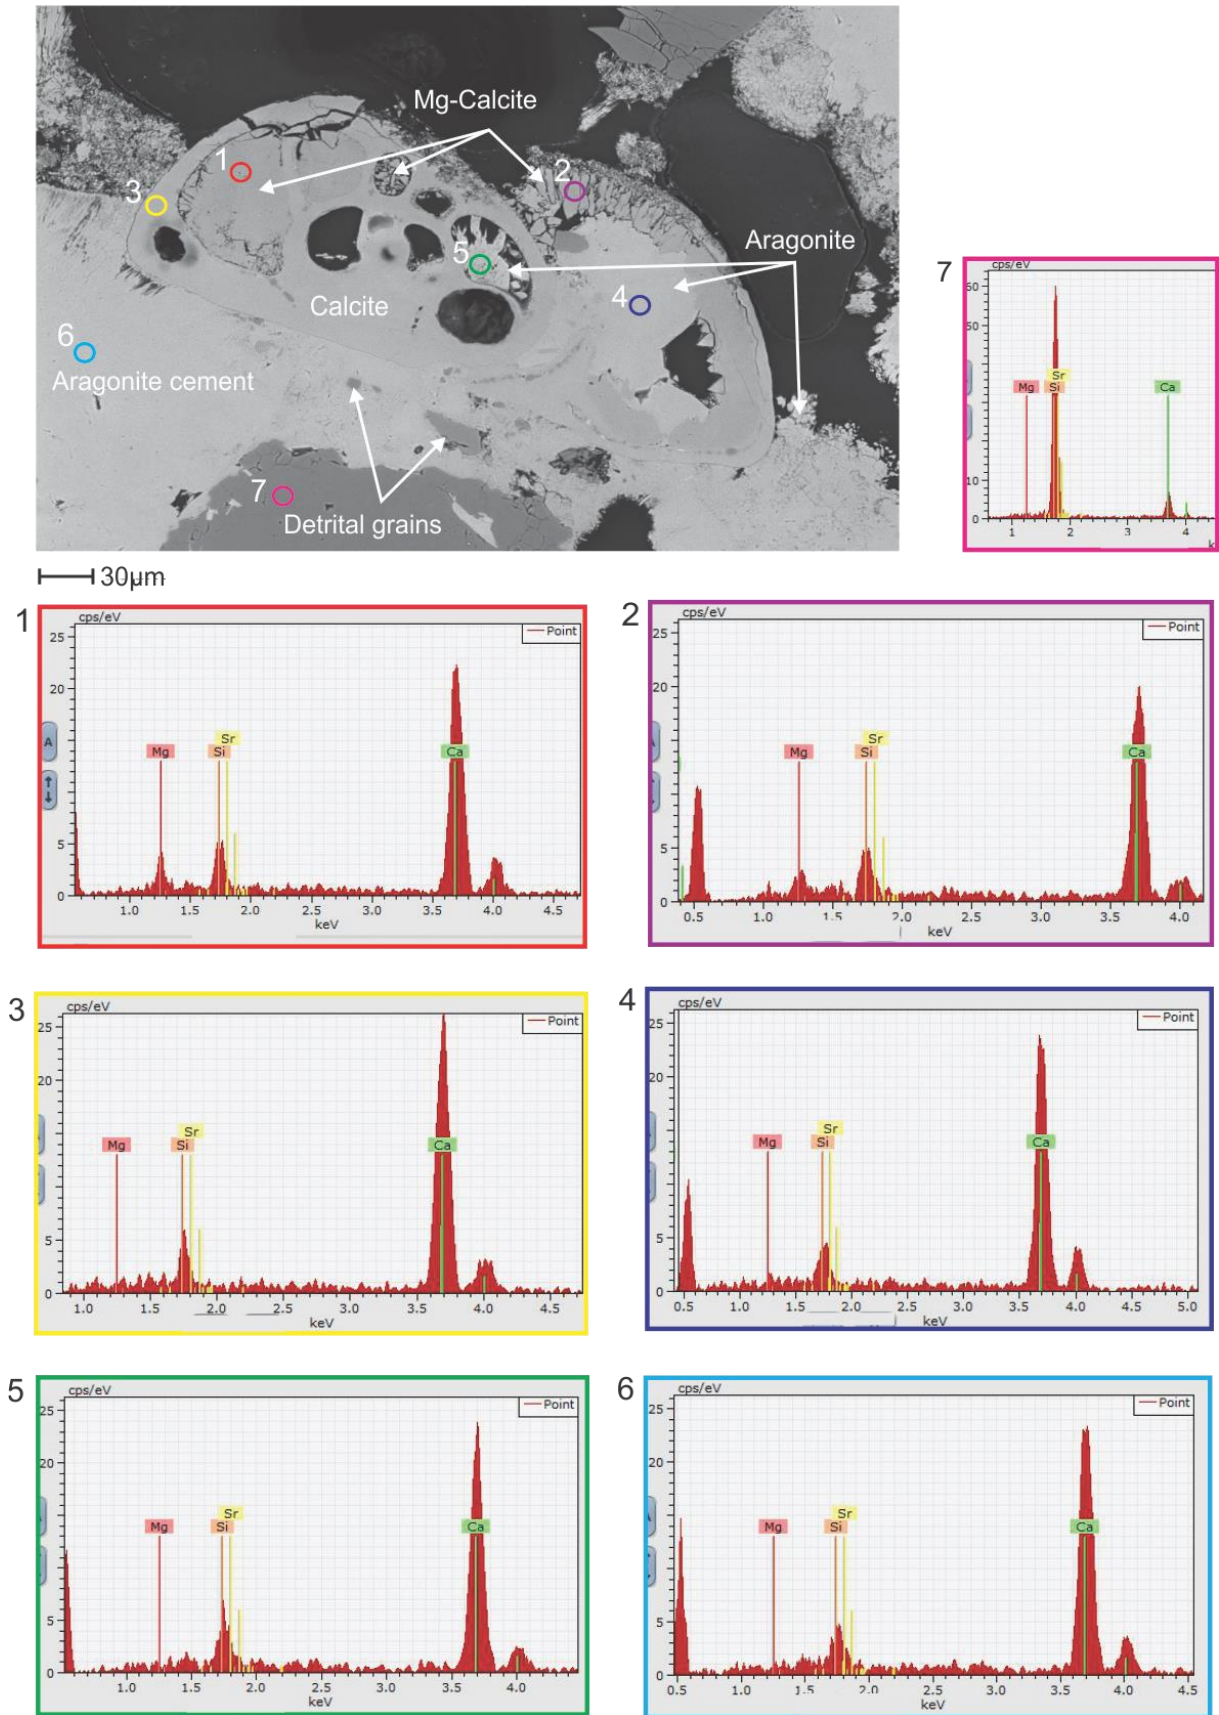 Mg-Calcite
1
2
3
Aragonite
5
4
Calcite
6
Aragonite cement
7
Detrital grains
30µm
7
cps/eV
60
50
10
0
Sr
Mg Si Ca
1 2 3 4
k
1
cps/eV
Point
25
20
5
0
A
Sr
Mg Si Ca
1.0 1.5 2.0 2.5 3.0 3.5 4.0 4.5
keV
2
cps/eV
Point
25
20
5
0
Sr
Mg Si Ca
0.5 1.0 1.5 2.0 2.5 3.0 3.5 4.0
keV
3
cps/eV
Point
25
20
5
0
Sr
Mg Si Ca
1.0 1.5 2.0 2.5 3.0 3.5 4.0 4.5
keV
4
cps/eV
Point
25
20
5
0
Sr
Mg Si Ca
0.5 1.0 1.5 2.0 2.5 3.0 3.5 4.0 4.5 5.0
keV
5
cps/eV
Point
25
20
5
0
Sr
Mg Si Ca
1.0 1.5 2.0 2.5 3.0 3.5 4.0
keV
6
cps/eV
Point
25
20
5
0
Sr
Mg Si Ca
0.5 1.0 1.5 2.0 2.5 3.0 3.5 4.0 4.5
keV